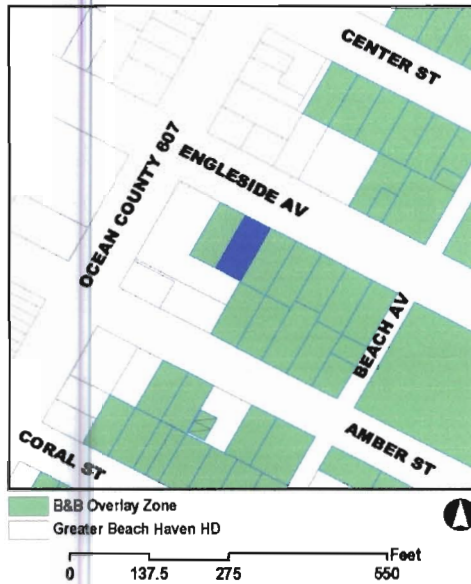 CENTER ST
ENGLESIDE AV
OCEAN COUNTY 607
BEACH AV
AMBER ST
CORAL ST
B&B Overlay Zone
Greater Beach Haven HD
Feet
0 137.5 275 550